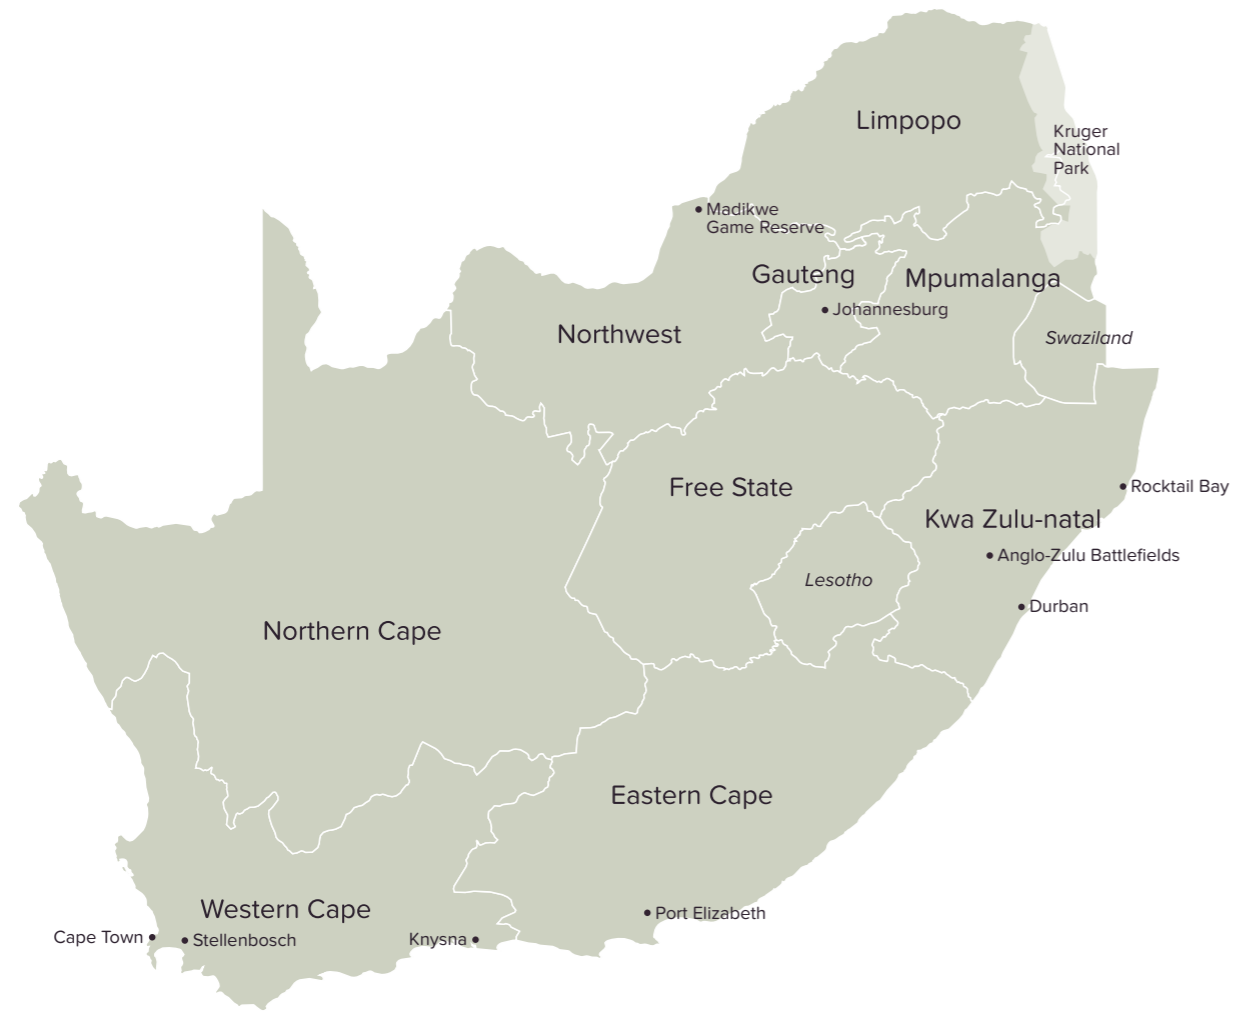 Limpopo
Kruger
National
Park
Madikwe
Game Reserve
Gauteng
Mpumalanga
Johannesburg
Northwest
Swaziland
Free State
Rocktail Bay
Kwa Zulu-natal
Anglo-Zulu Battlefields
Lesotho
Durban
Northern Cape
Eastern Cape
Western Cape
Port Elizabeth
Cape Town
Stellenbosch
Knysna